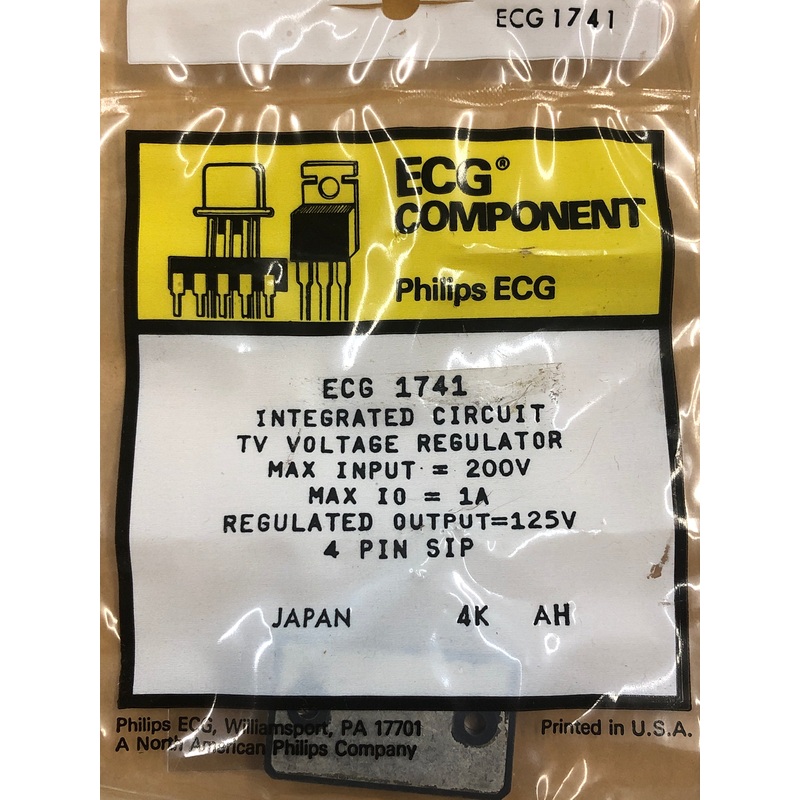 ECG 1741
ECG®
COMPONENT
Philips ECG
ECG 1741
INTEGRATED CIRCUIT
TV VOLTAGE REGULATOR
MAX INPUT = 200V
MAX IO = 1A
REGULATED OUTPUT=125V
4 PIN SIP
JAPAN 4K AH
Philips ECG, Williamsport, PA 17701 Printed in U.S.A.
A North American Philips Company